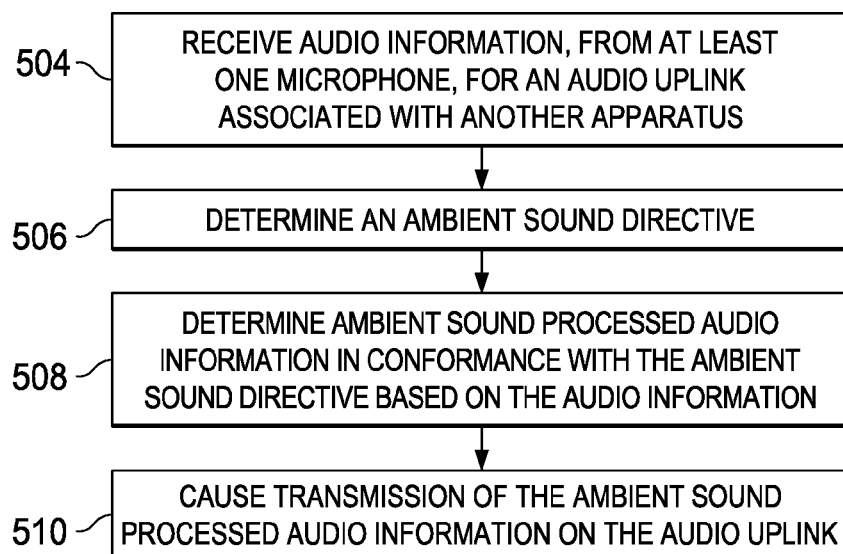 504
RECEIVE AUDIO INFORMATION, FROM AT LEAST
ONE MICROPHONE, FOR AN AUDIO UPLINK
ASSOCIATED WITH ANOTHER APPARATUS
506
DETERMINE AN AMBIENT SOUND DIRECTIVE
508
DETERMINE AMBIENT SOUND PROCESSED AUDIO
INFORMATION IN CONFORMANCE WITH THE AMBIENT
SOUND DIRECTIVE BASED ON THE AUDIO INFORMATION
510
CAUSE TRANSMISSION OF THE AMBIENT SOUND
PROCESSED AUDIO INFORMATION ON THE AUDIO UPLINK